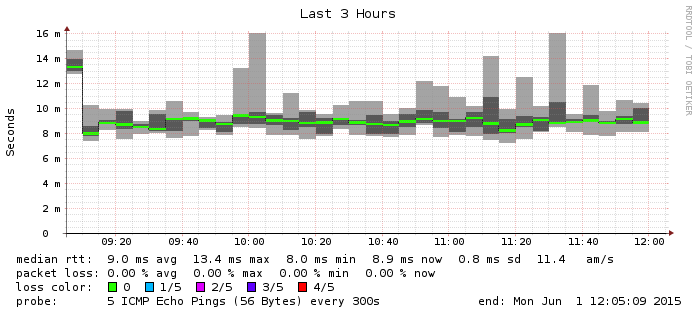 Last 3 Hours
RRDTOOL / TOBI OETIKER
Seconds
16 m
14 m
12 m
10 m
8 m
6 m
4 m
2 m
0
09:20 09:40 10:00 10:20 10:40 11:00 11:20 11:40 12:00
median rtt: 9.0 ms avg 13.4 ms max 8.0 ms min 8.9 ms now 0.8 ms sd 11.4 am/s
packet loss: 0.00 % avg 0.00 % max 0.00 % min 0.00 % now
loss color: 0 1/5 2/5 3/5 4/5
probe: 5 ICMP Echo Pings (56 Bytes) every 300s end: Mon Jun 1 12:05:09 2015